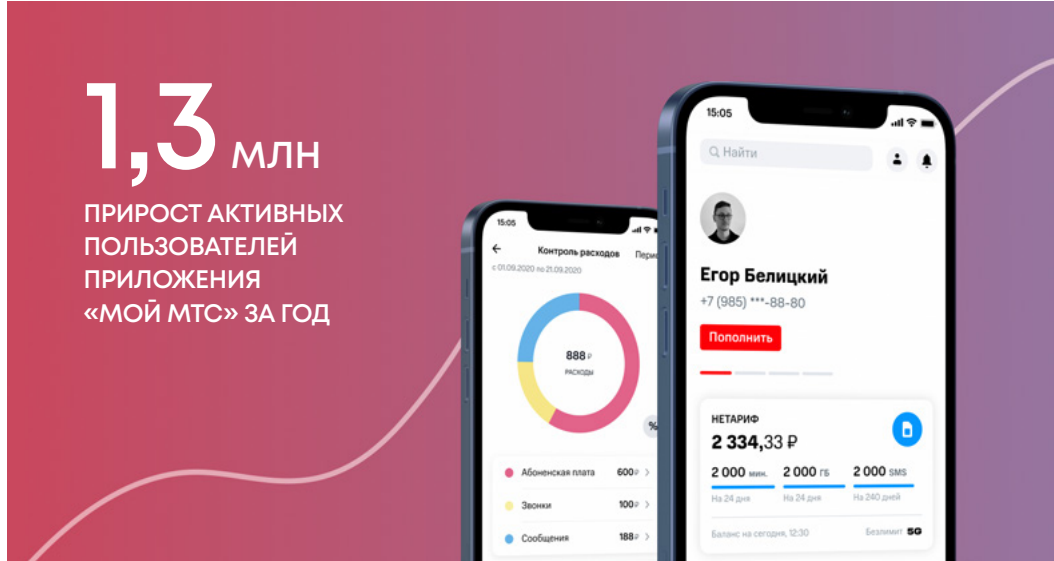 1,3 МЛН
ПРИРОСТ АКТИВНЫХ
ПОЛЬЗОВАТЕЛЕЙ
ПРИЛОЖЕНИЯ
«МОЙ МТС» ЗА ГОД
15:05
Контроль расходов Перио
с 01.09.2020 по 21.09.2020
888 ₽
РАСХОДЫ
%
Абоненская плата 600₽
Звонки 100₽
Сообщения 188₽
15:05
Найти
Егор Белицкий
+7 (985) ***-88-80
Пополнить
НЕТАРИФ
2 334,33 ₽
2 000 мин. 2 000 ГБ 2 000 SMS
На 24 дня На 24 дня На 240 дней
Баланс на сегодня, 12:30 Безлимит 5G